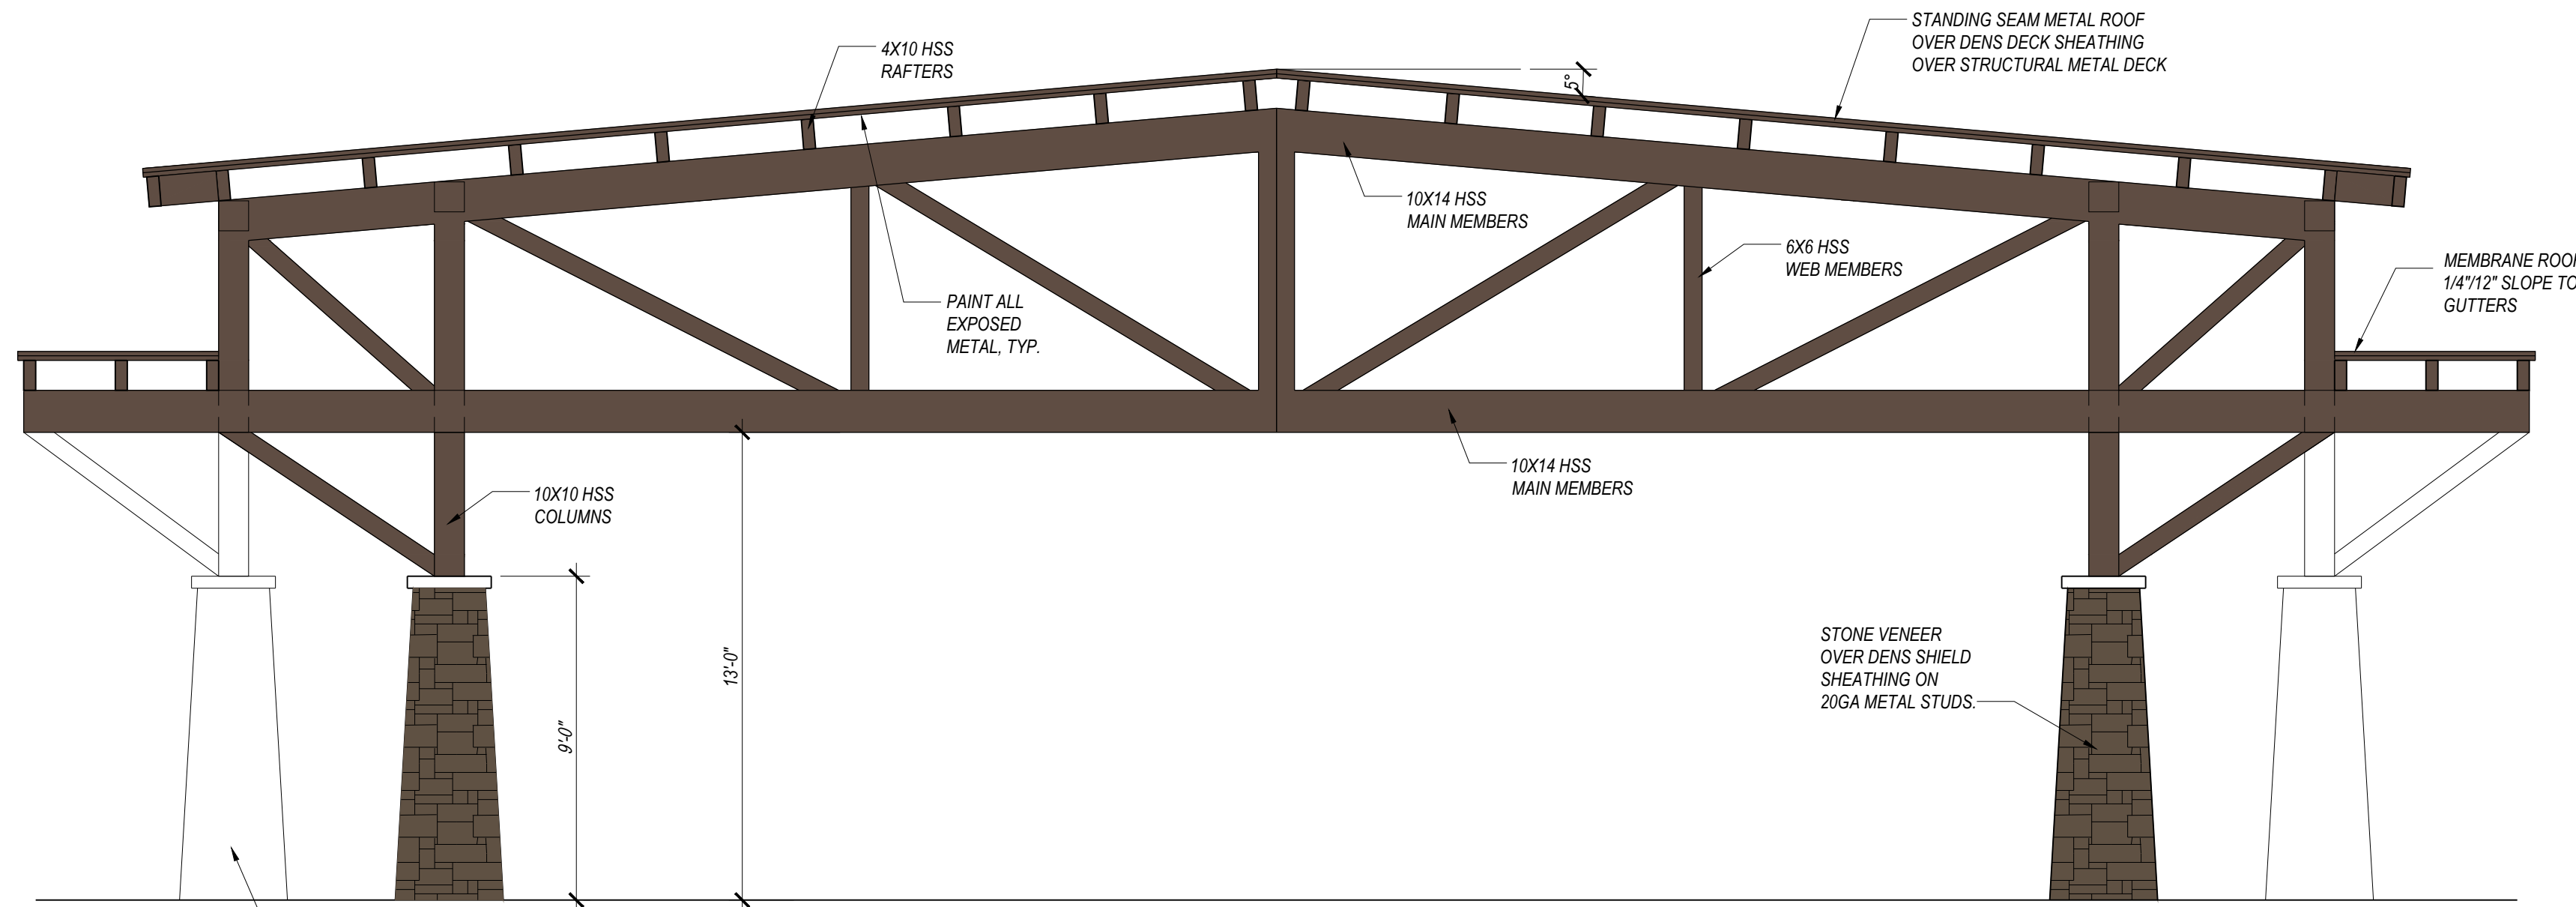 STANDING SEAM METAL ROOF
OVER DENS DECK SHEATHING
OVER STRUCTURAL METAL DECK
4X10 HSS
RAFTERS
5°
10X14 HSS
MAIN MEMBERS
6X6 HSS
WEB MEMBERS
MEMBRANE ROOF
1/4"/12" SLOPE TO
GUTTERS
PAINT ALL
EXPOSED
METAL, TYP.
10X14 HSS
MAIN MEMBERS
10X10 HSS
COLUMNS
STONE VENEER
OVER DENS SHIELD
SHEATHING ON
20GA METAL STUDS.
13'-0"
9'-0"